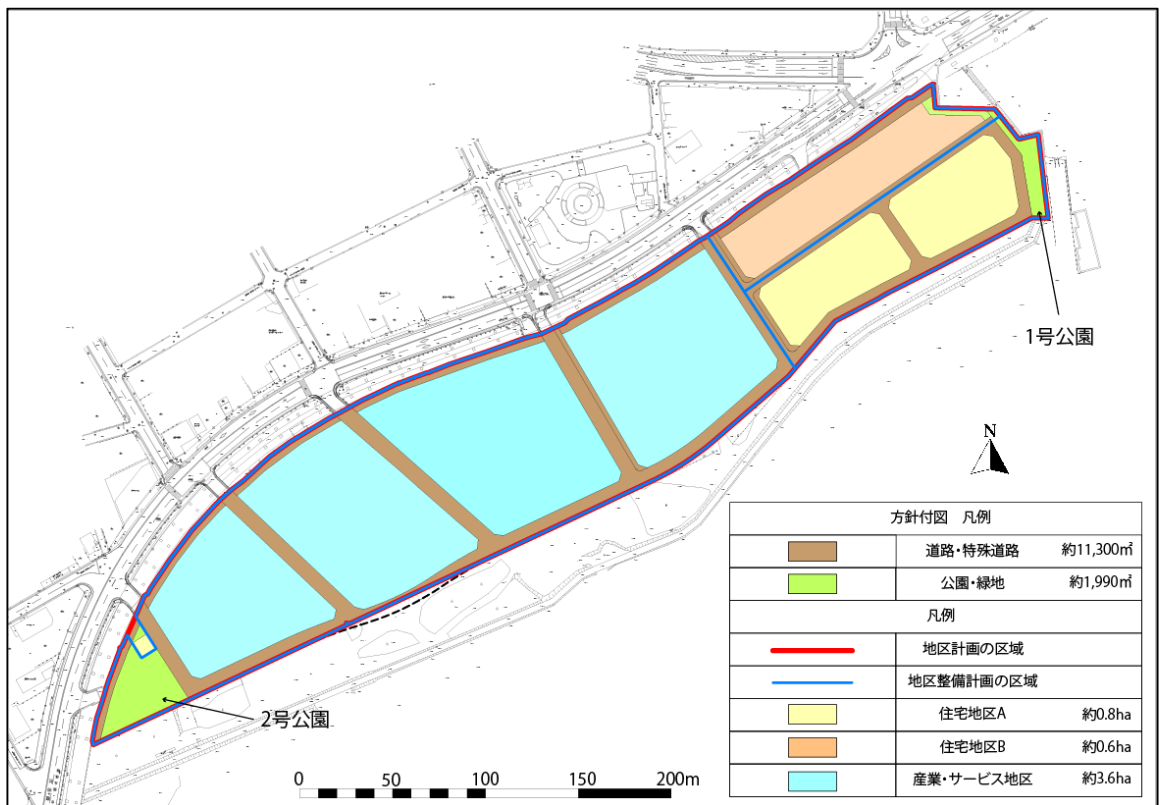 1号公園
N
方針付図 凡例
道路・特殊道路 約11,300㎡
公園・緑地 約1,990㎡
凡例
地区計画の区域
地区整備計画の区域
住宅地区A 約0.8ha
住宅地区B 約0.6ha
産業・サービス地区 約3.6ha
2号公園
0 50 100 150 200m